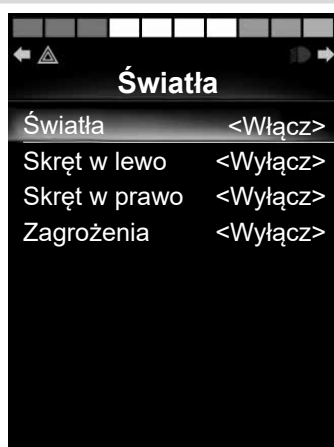 Światła
Światła <Włącz>
Skręt w lewo <Wyłącz>
Skręt w prawo <Wyłącz>
Zagrożenia <Wyłącz>